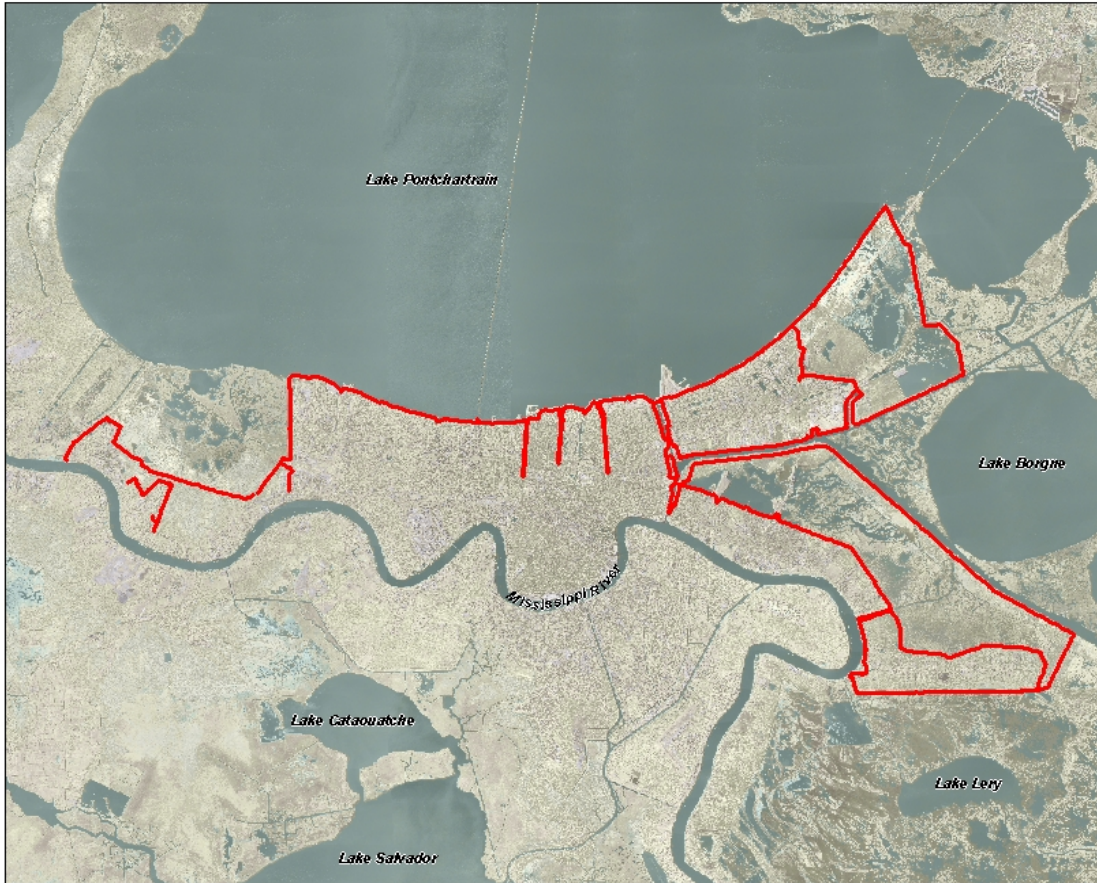 Lake Pontchartrain
Lake Borgne
Mississippi River
Lake Cataouatche
Lake Lery
Lake Salvador